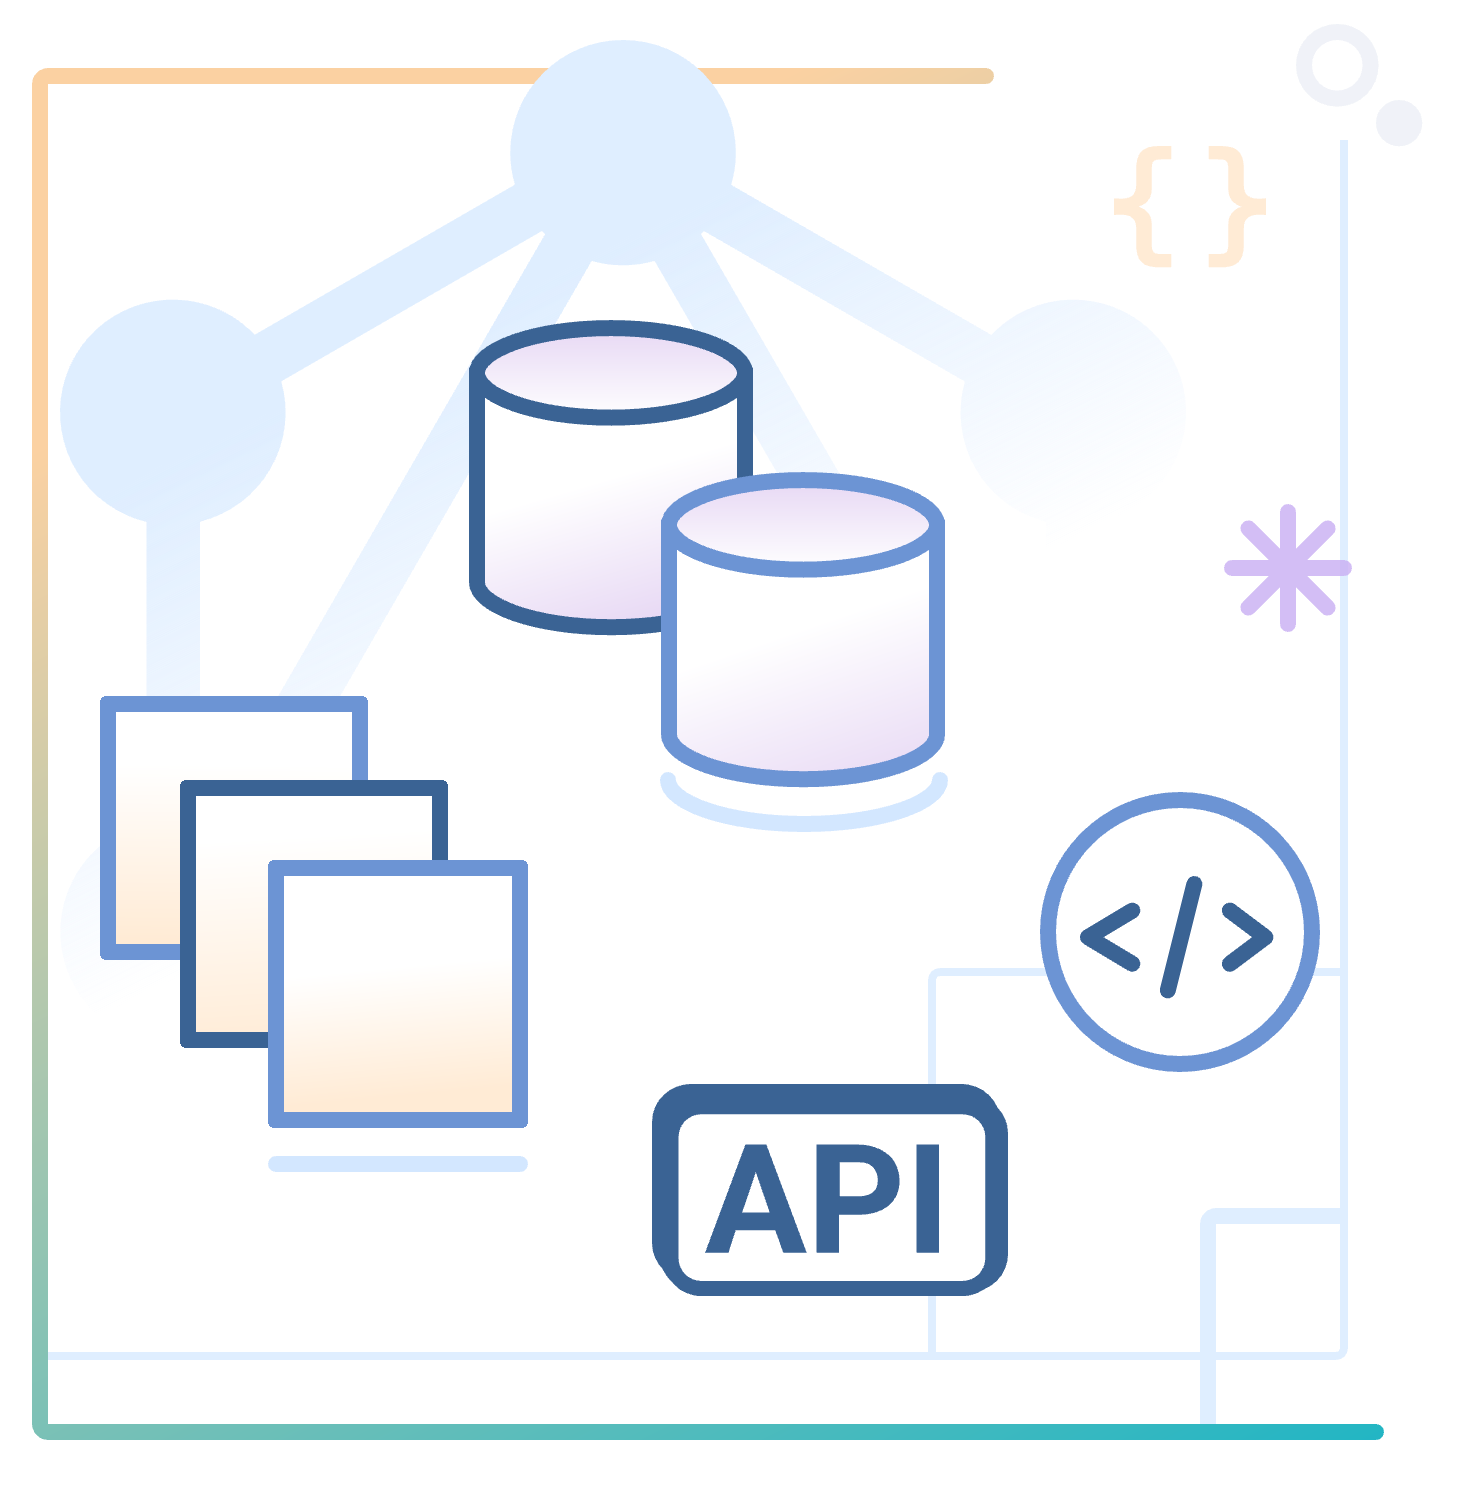 { }
</>
API